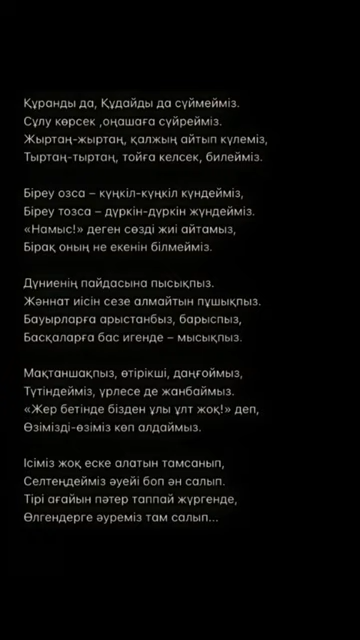 Құранды да, Құдайды да сүймейміз.
Сұлу көрсек ,оңашаға сүйрейміз.
Жыртаң-жыртаң, қалжың айтып күлеміз,
Тыртаң-тыртаң, тойға келсек, билейміз.
Біреу озса – күңкіл-күңкіл күндейміз,
Біреу тозса – дүркін-дүркін жүндейміз.
«Намыс!» деген сөзді жиі айтамыз,
Бірақ оның не екенін білмейміз.
Дүниенің пайдасына пысықпыз.
Жәннат иісін сезе алмайтын пұшықпыз.
Бауырларға арыстанбыз, барыспыз,
Басқаларға бас игенде – мысықпыз.
Мақтаншақпыз, өтірікші, даңғоймыз,
Түтіндейміз, үрлесе де жанбаймыз.
«Жер бетінде бізден ұлы ұлт жоқ!» деп,
Өзімізді-өзіміз көп алдаймыз.
Ісіміз жоқ еске алатын тамсанып,
Селтеңдейміз әуейі боп ән салып.
Тірі ағайын пәтер таппай жүргенде,
Өлгендерге әуреміз там салып...